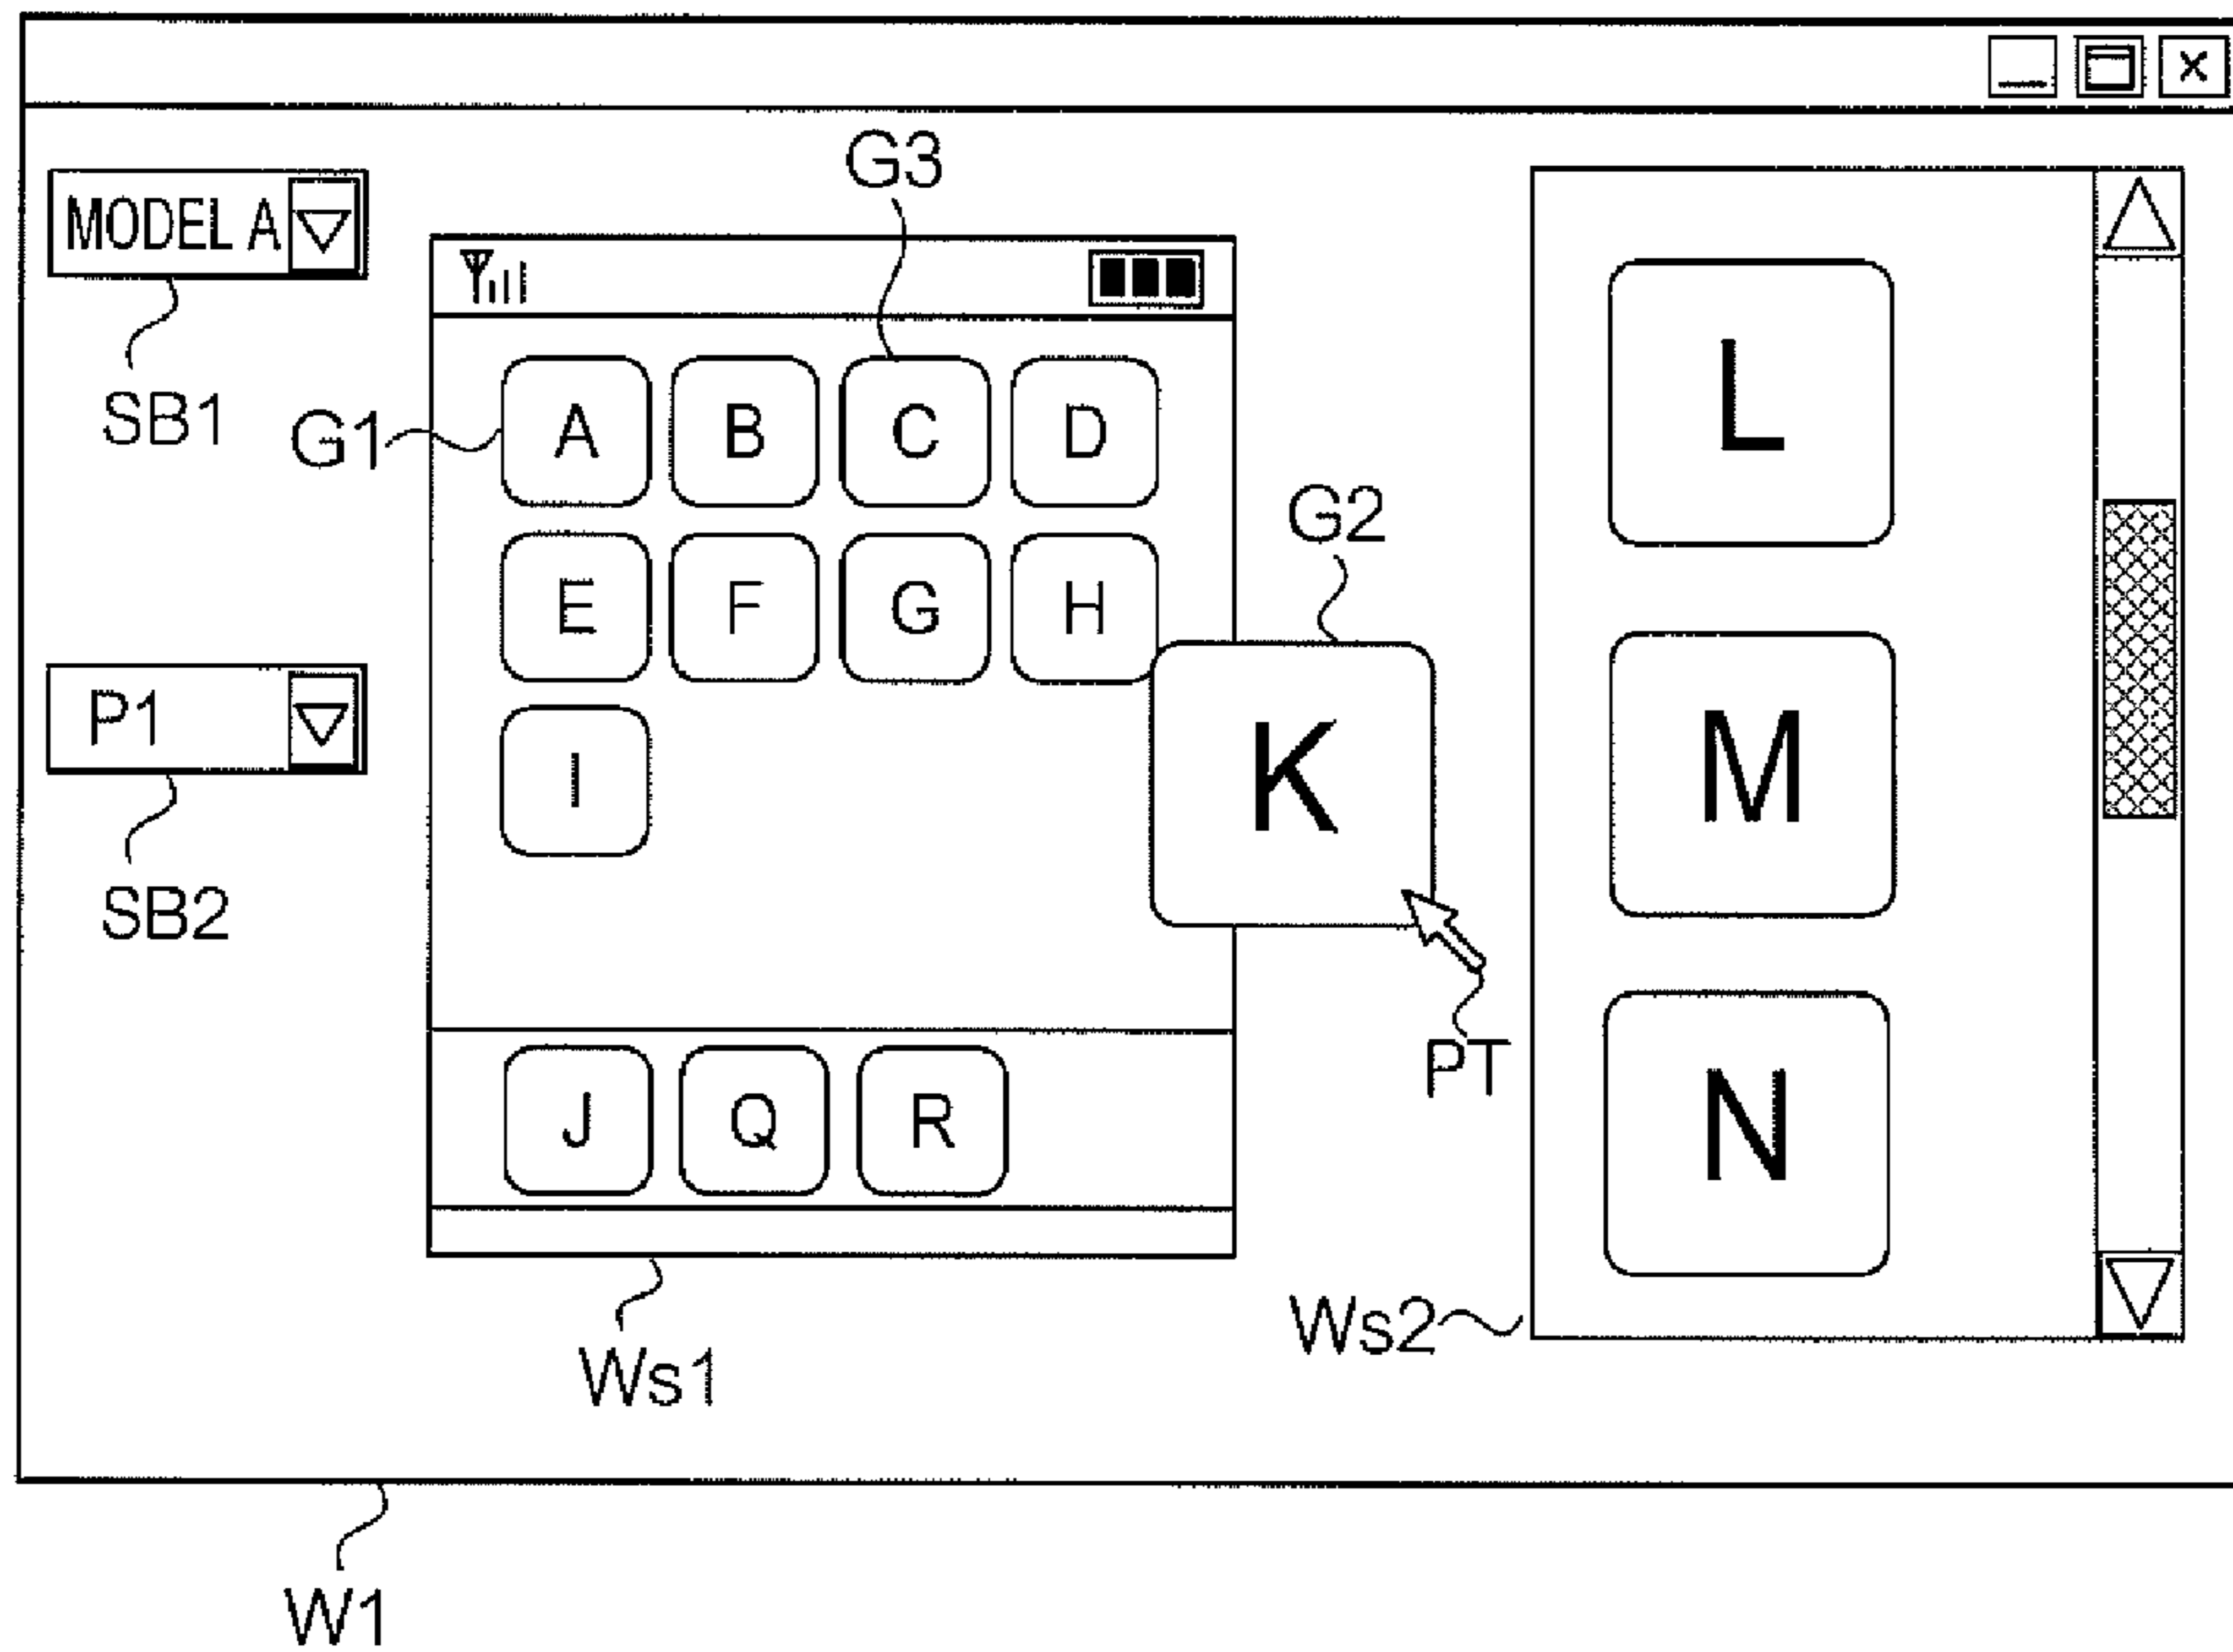 G3
MODEL A
SB1
G1
A B C D
G2
E F G H
L
P1
SB2
I
K
M
PT
J Q R
N
Ws1
Ws2
W1